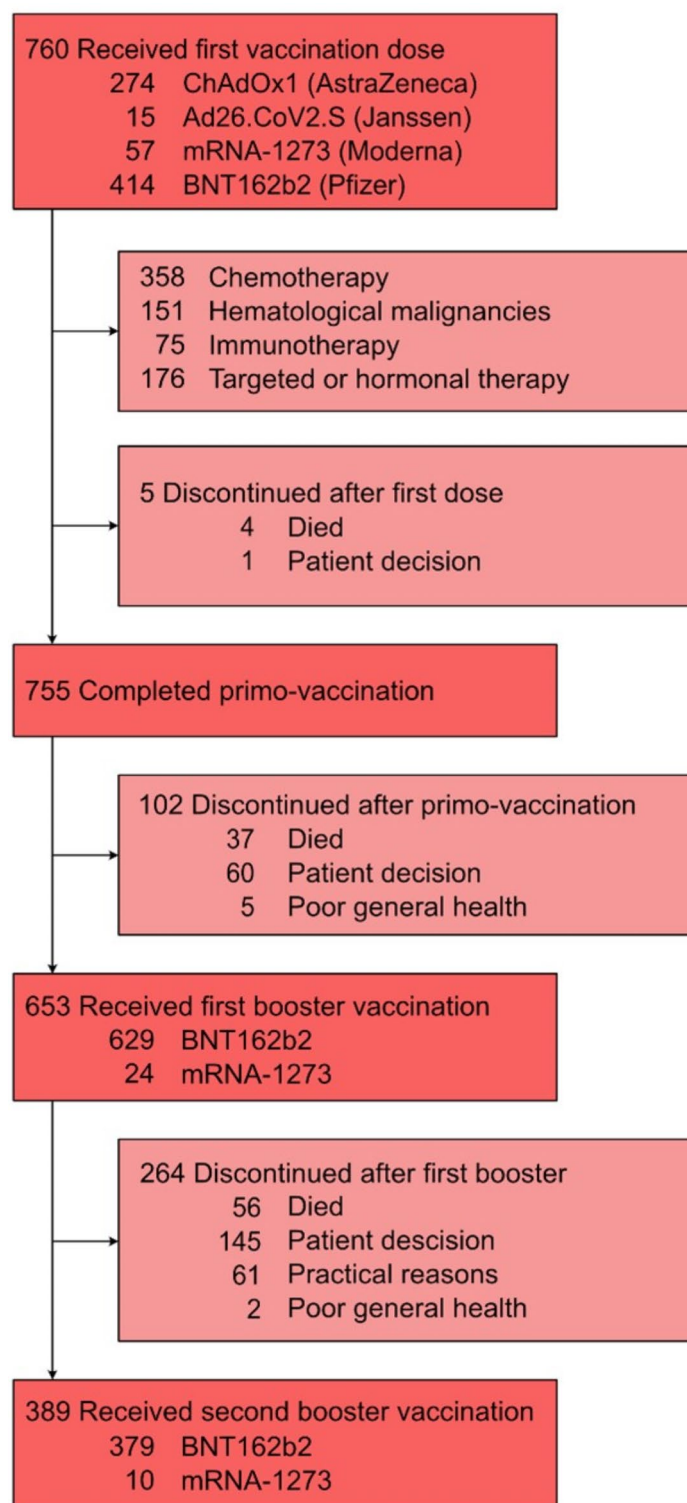 760 Received first vaccination dose
274 ChAdOx1 (AstraZeneca)
15 Ad26.CoV2.S (Janssen)
57 mRNA-1273 (Moderna)
414 BNT162b2 (Pfizer)
358 Chemotherapy
151 Hematological malignancies
75 Immunotherapy
176 Targeted or hormonal therapy
5 Discontinued after first dose
4 Died
1 Patient decision
755 Completed primo-vaccination
102 Discontinued after primo-vaccination
37 Died
60 Patient decision
5 Poor general health
653 Received first booster vaccination
629 BNT162b2
24 mRNA-1273
264 Discontinued after first booster
56 Died
145 Patient descision
61 Practical reasons
2 Poor general health
389 Received second booster vaccination
379 BNT162b2
10 mRNA-1273